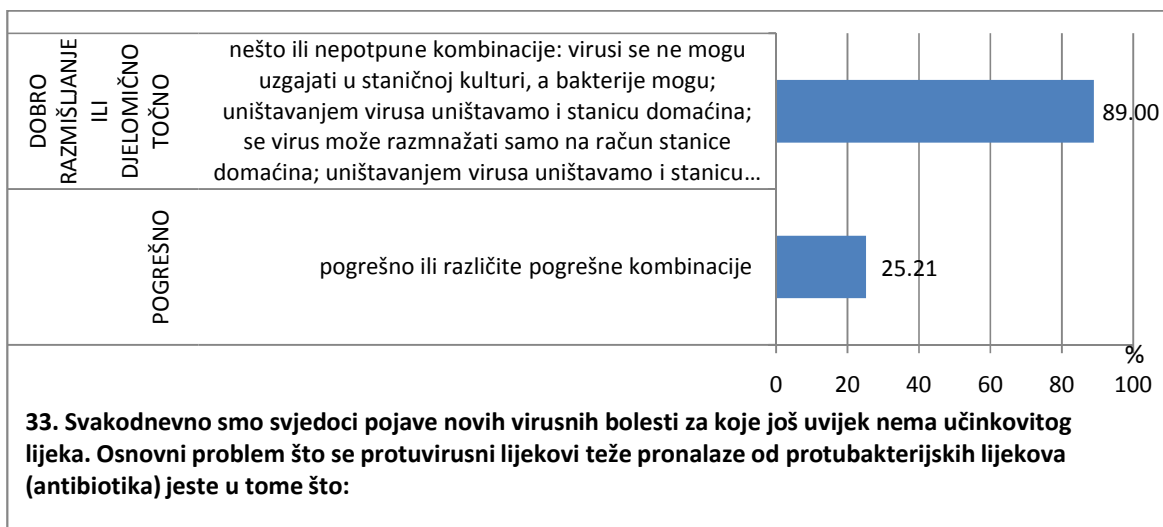 DOBRO
RAZMIŠLJANJE
ILI
DJELOMIČNO
TOČNO
nešto ili nepotpune kombinacije: virusi se ne mogu
uzgajati u staničnoj kulturi, a bakterije mogu;
uništavanjem virusa uništavamo i stanicu domaćina;
se virus može razmnažati samo na račun stanice
domaćina; uništavanjem virusa uništavamo i stanicu…
89.00
POGREŠNO
pogrešno ili različite pogrešne kombinacije
25.21
%
0 20 40 60 80 100
33. Svakodnevno smo svjedoci pojave novih virusnih bolesti za koje još uvijek nema učinkovitog
lijeka. Osnovni problem što se protuvirusni lijekovi teže pronalaze od protubakterijskih lijekova
(antibiotika) jeste u tome što: